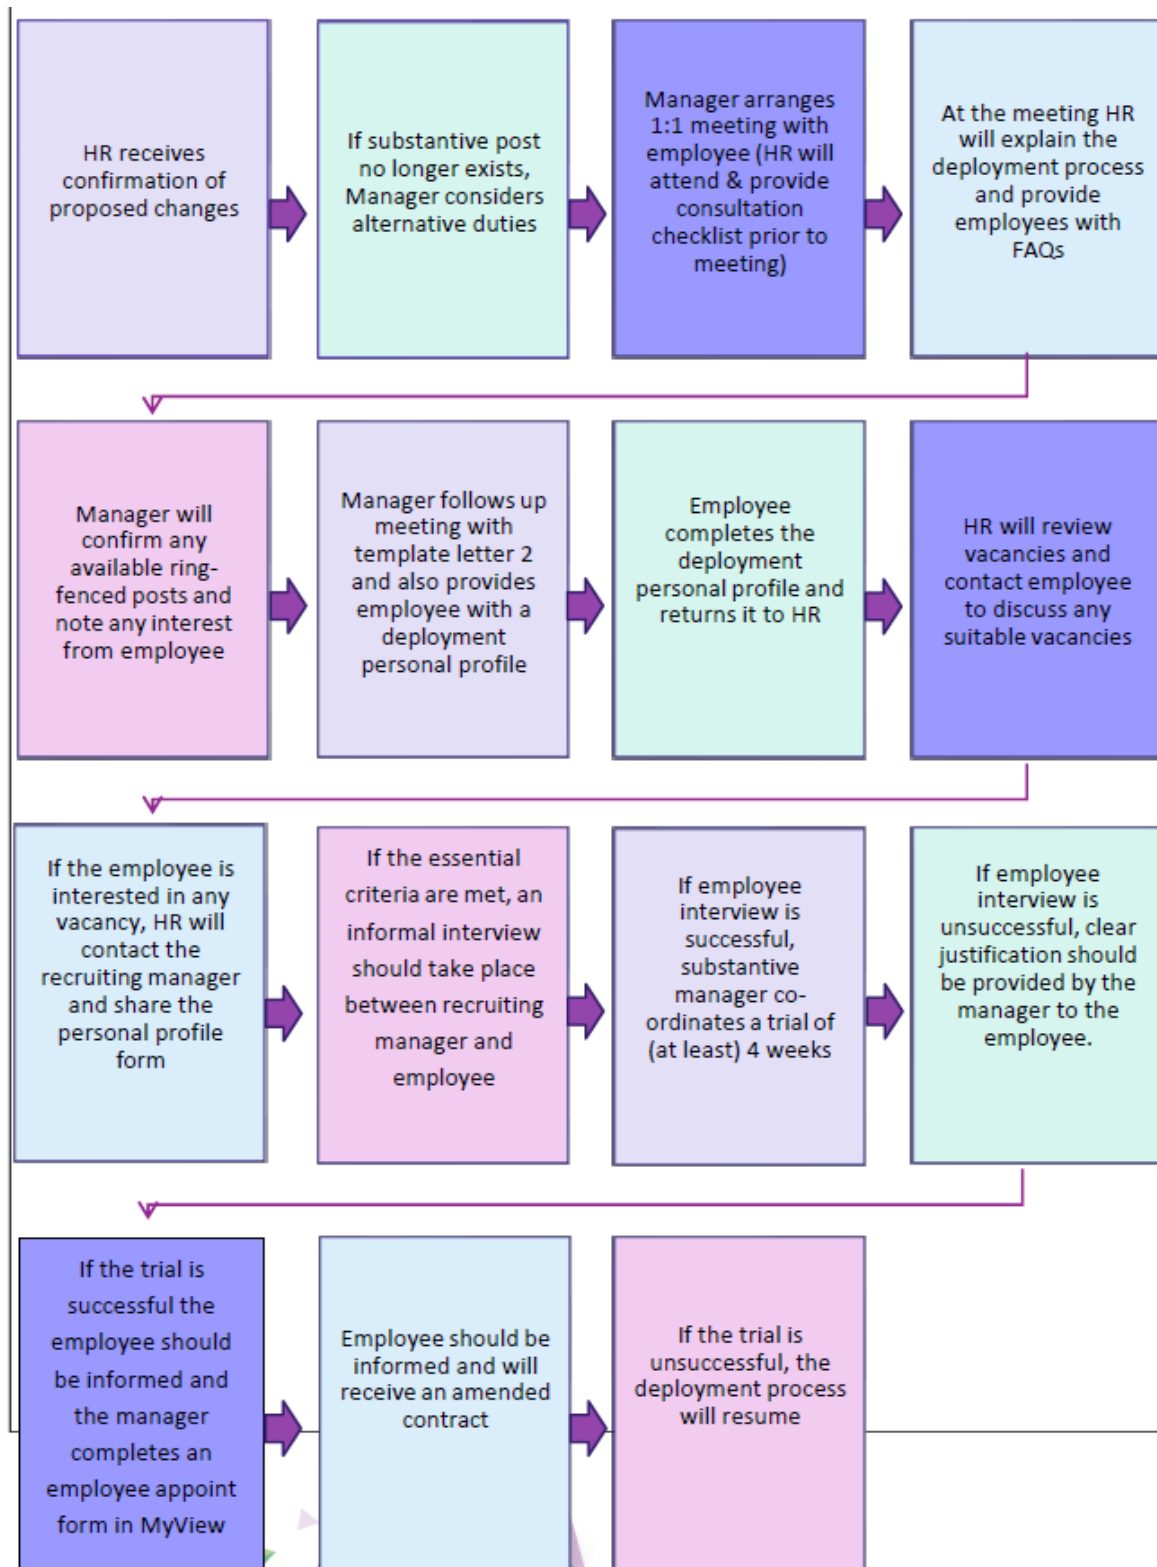 HR receives
confirmation of
proposed changes
If substantive post
no longer exists,
Manager considers
alternative duties
Manager arranges
1:1 meeting with
employee (HR will
attend & provide
consultation
checklist prior to
meeting)
At the meeting HR
will explain the
deployment process
and provide
employees with
FAQs
Manager will
confirm any
available ring-
fenced posts and
note any interest
from employee
Manager follows up
meeting with
template letter 2
and also provides
employee with a
deployment
personal profile
Employee
completes the
deployment
personal profile and
returns it to HR
HR will review
vacancies and
contact employee
to discuss any
suitable vacancies
If the employee is
interested in any
vacancy, HR will
contact the
recruiting manager
and share the
personal profile
form
If the essential
criteria are met, an
informal interview
should take place
between recruiting
manager and
employee
If employee
interview is
successful,
substantive
manager co-
ordinates a trial of
(at least) 4 weeks
If employee
interview is
unsuccessful, clear
justification should
be provided by the
manager to the
employee.
If the trial is
successful the
employee should
be informed and
the manager
completes an
employee appoint
form in MyView
Employee should be
informed and will
receive an amended
contract
If the trial is
unsuccessful, the
deployment process
will resume